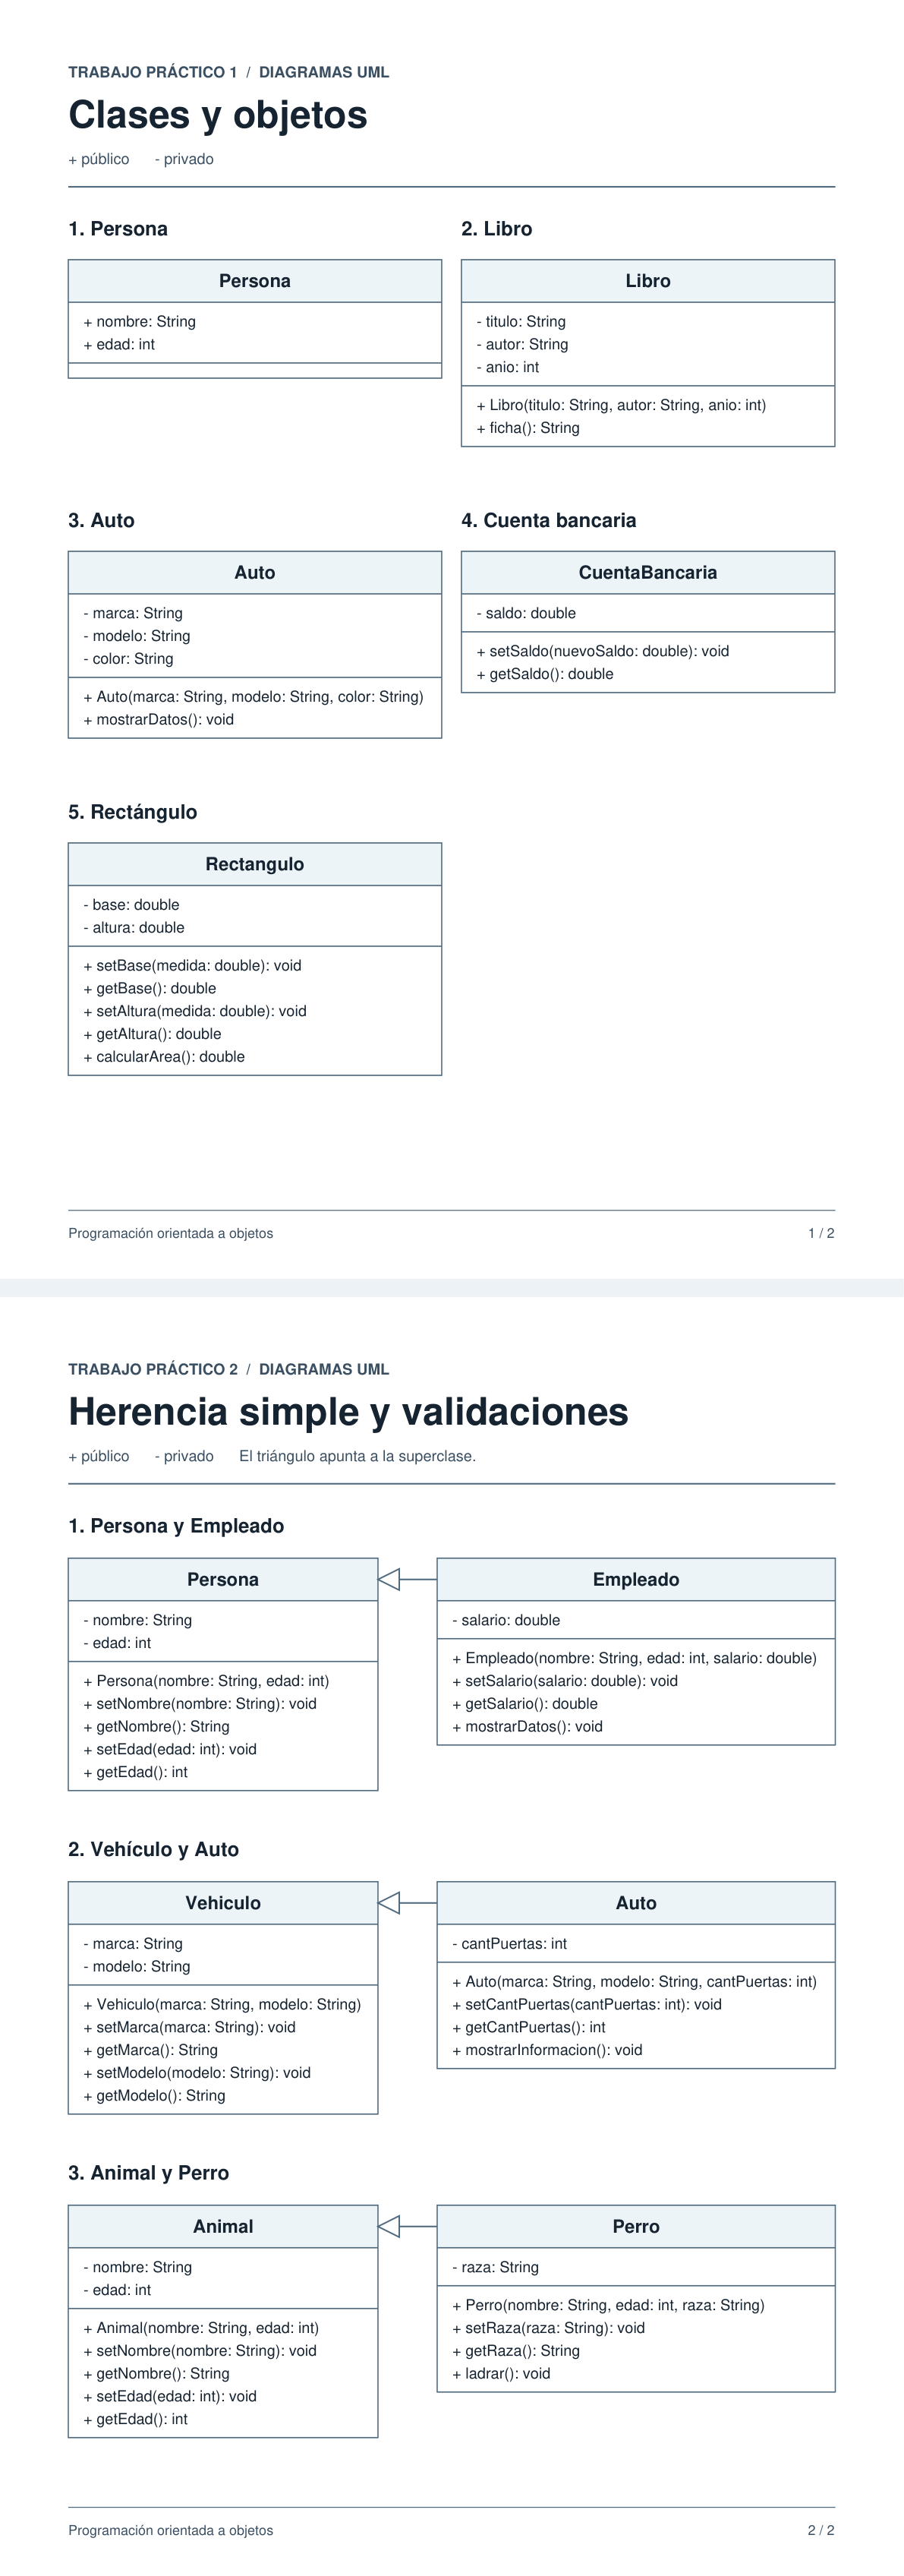 TRABAJO PRÁCTICO 1 / DIAGRAMAS UML
Clases y objetos
+ público - privado
1. Persona
Persona
+ nombre: String
+ edad: int
2. Libro
Libro
- titulo: String
- autor: String
- anio: int
+ Libro(titulo: String, autor: String, anio: int)
+ ficha(): String
3. Auto
Auto
- marca: String
- modelo: String
- color: String
+ Auto(marca: String, modelo: String, color: String)
+ mostrarDatos(): void
4. Cuenta bancaria
CuentaBancaria
- saldo: double
+ setSaldo(nuevoSaldo: double): void
+ getSaldo(): double
5. Rectángulo
Rectangulo
- base: double
- altura: double
+ setBase(medida: double): void
+ getBase(): double
+ setAltura(medida: double): void
+ getAltura(): double
+ calcularArea(): double
Programación orientada a objetos 1 / 2
TRABAJO PRÁCTICO 2 / DIAGRAMAS UML
Herencia simple y validaciones
+ público - privado El triángulo apunta a la superclase.
1. Persona y Empleado
Persona
- nombre: String
- edad: int
+ Persona(nombre: String, edad: int)
+ setNombre(nombre: String): void
+ getNombre(): String
+ setEdad(edad: int): void
+ getEdad(): int
Empleado
- salario: double
+ Empleado(nombre: String, edad: int, salario: double)
+ setSalario(salario: double): void
+ getSalario(): double
+ mostrarDatos(): void
2. Vehículo y Auto
Vehiculo
- marca: String
- modelo: String
+ Vehiculo(marca: String, modelo: String)
+ setMarca(marca: String): void
+ getMarca(): String
+ setModelo(modelo: String): void
+ getModelo(): String
Auto
- cantPuertas: int
+ Auto(marca: String, modelo: String, cantPuertas: int)
+ setCantPuertas(cantPuertas: int): void
+ getCantPuertas(): int
+ mostrarInformacion(): void
3. Animal y Perro
Animal
- nombre: String
- edad: int
+ Animal(nombre: String, edad: int)
+ setNombre(nombre: String): void
+ getNombre(): String
+ setEdad(edad: int): void
+ getEdad(): int
Perro
- raza: String
+ Perro(nombre: String, edad: int, raza: String)
+ setRaza(raza: String): void
+ getRaza(): String
+ ladrar(): void
Programación orientada a objetos 2 / 2